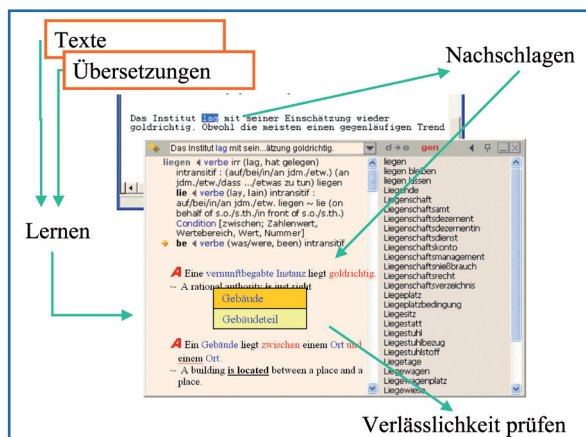 Texte
Übersetzungen
Nachschlagen
Das Institut lag mit seiner Einschätzung wieder
goldrichtig. Obwohl die meisten einen gegenläufigen Trend
Das Institut lag mit sein...ätzung goldrichtig.
d → e gen
liegen verbe irr (lag, hat gelegen)
intransitif : (auf/bei/in/an jdm./etw.) (an
jdm./etw./dass .../etwas zu tun) liegen
lie verbe (lay, lain) intransitif :
auf/bei/in/an jdm./etw. liegen ~ lie (on
behalf of s.o./s.th./in front of s.o./s.th.)
Condition [zwischen; Zahlenwert,
Wertebereich, Wert, Nummer]
be verbe (was/were, been) intransitif
A Eine vernunftbegabte Instanz liegt goldrichtig.
~ A rational authority is just right
Gebäude
Gebäudeteil
A Ein Gebäude liegt zwischen einem Ort und
einem Ort.
~ A building is located between a place and a
place.
liegen
liegen bleiben
liegen lassen
Liegende
Liegenschaft
Liegenschaftsamt
Liegenschaftsdezernent
Liegenschaftsdezernentin
Liegenschaftsdienst
Liegenschaftskonto
Liegenschaftsmanagement
Liegenschaftsnießbrauch
Liegenschaftsrecht
Liegenschaftsverzeichnis
Liegeplatz
Liegeplatzbedingung
Liegesitz
Liegestatt
Liegestuhl
Liegestuhlbezug
Liegestuhlstoff
Liegetage
Liegewagen
Liegewagenplatz
Liegewiese
Lernen
Verlässlichkeit prüfen